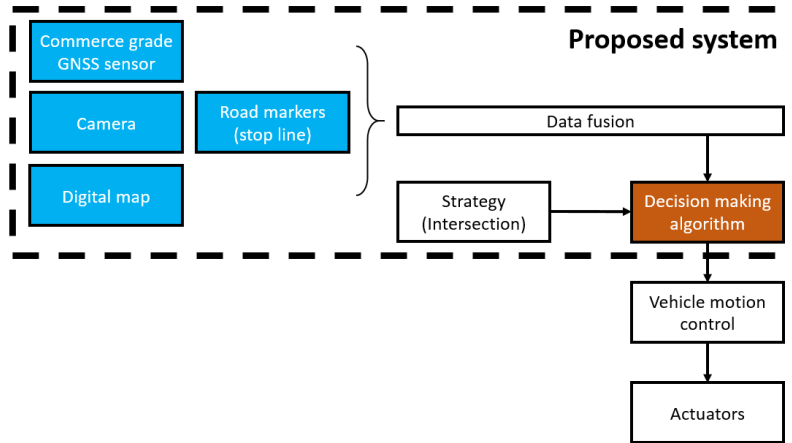 Proposed system
Commerce grade
GNSS sensor
Camera
Road markers
(stop line)
Digital map
Data fusion
Strategy
(Intersection)
Decision making
algorithm
Vehicle motion
control
Actuators